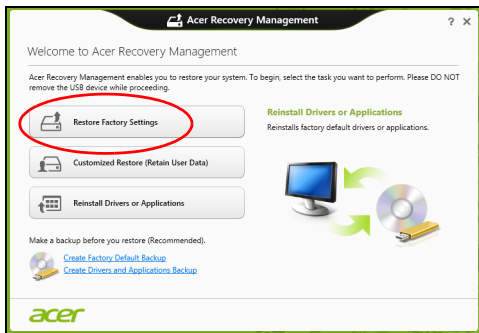 Acer Recovery Management
? X
Welcome to Acer Recovery Management
Acer Recovery Management enables you to restore your system. To begin, select the task you want to perform. Please DO NOT
remove the USB device while proceeding.
Restore Factory Settings
Customized Restore (Retain User Data)
Reinstall Drivers or Applications
Reinstall Drivers or Applications
Reinstalls factory default drivers or applications.
Make a backup before you restore (Recommended).
Create Factory Default Backup
Create Drivers and Applications Backup
acer